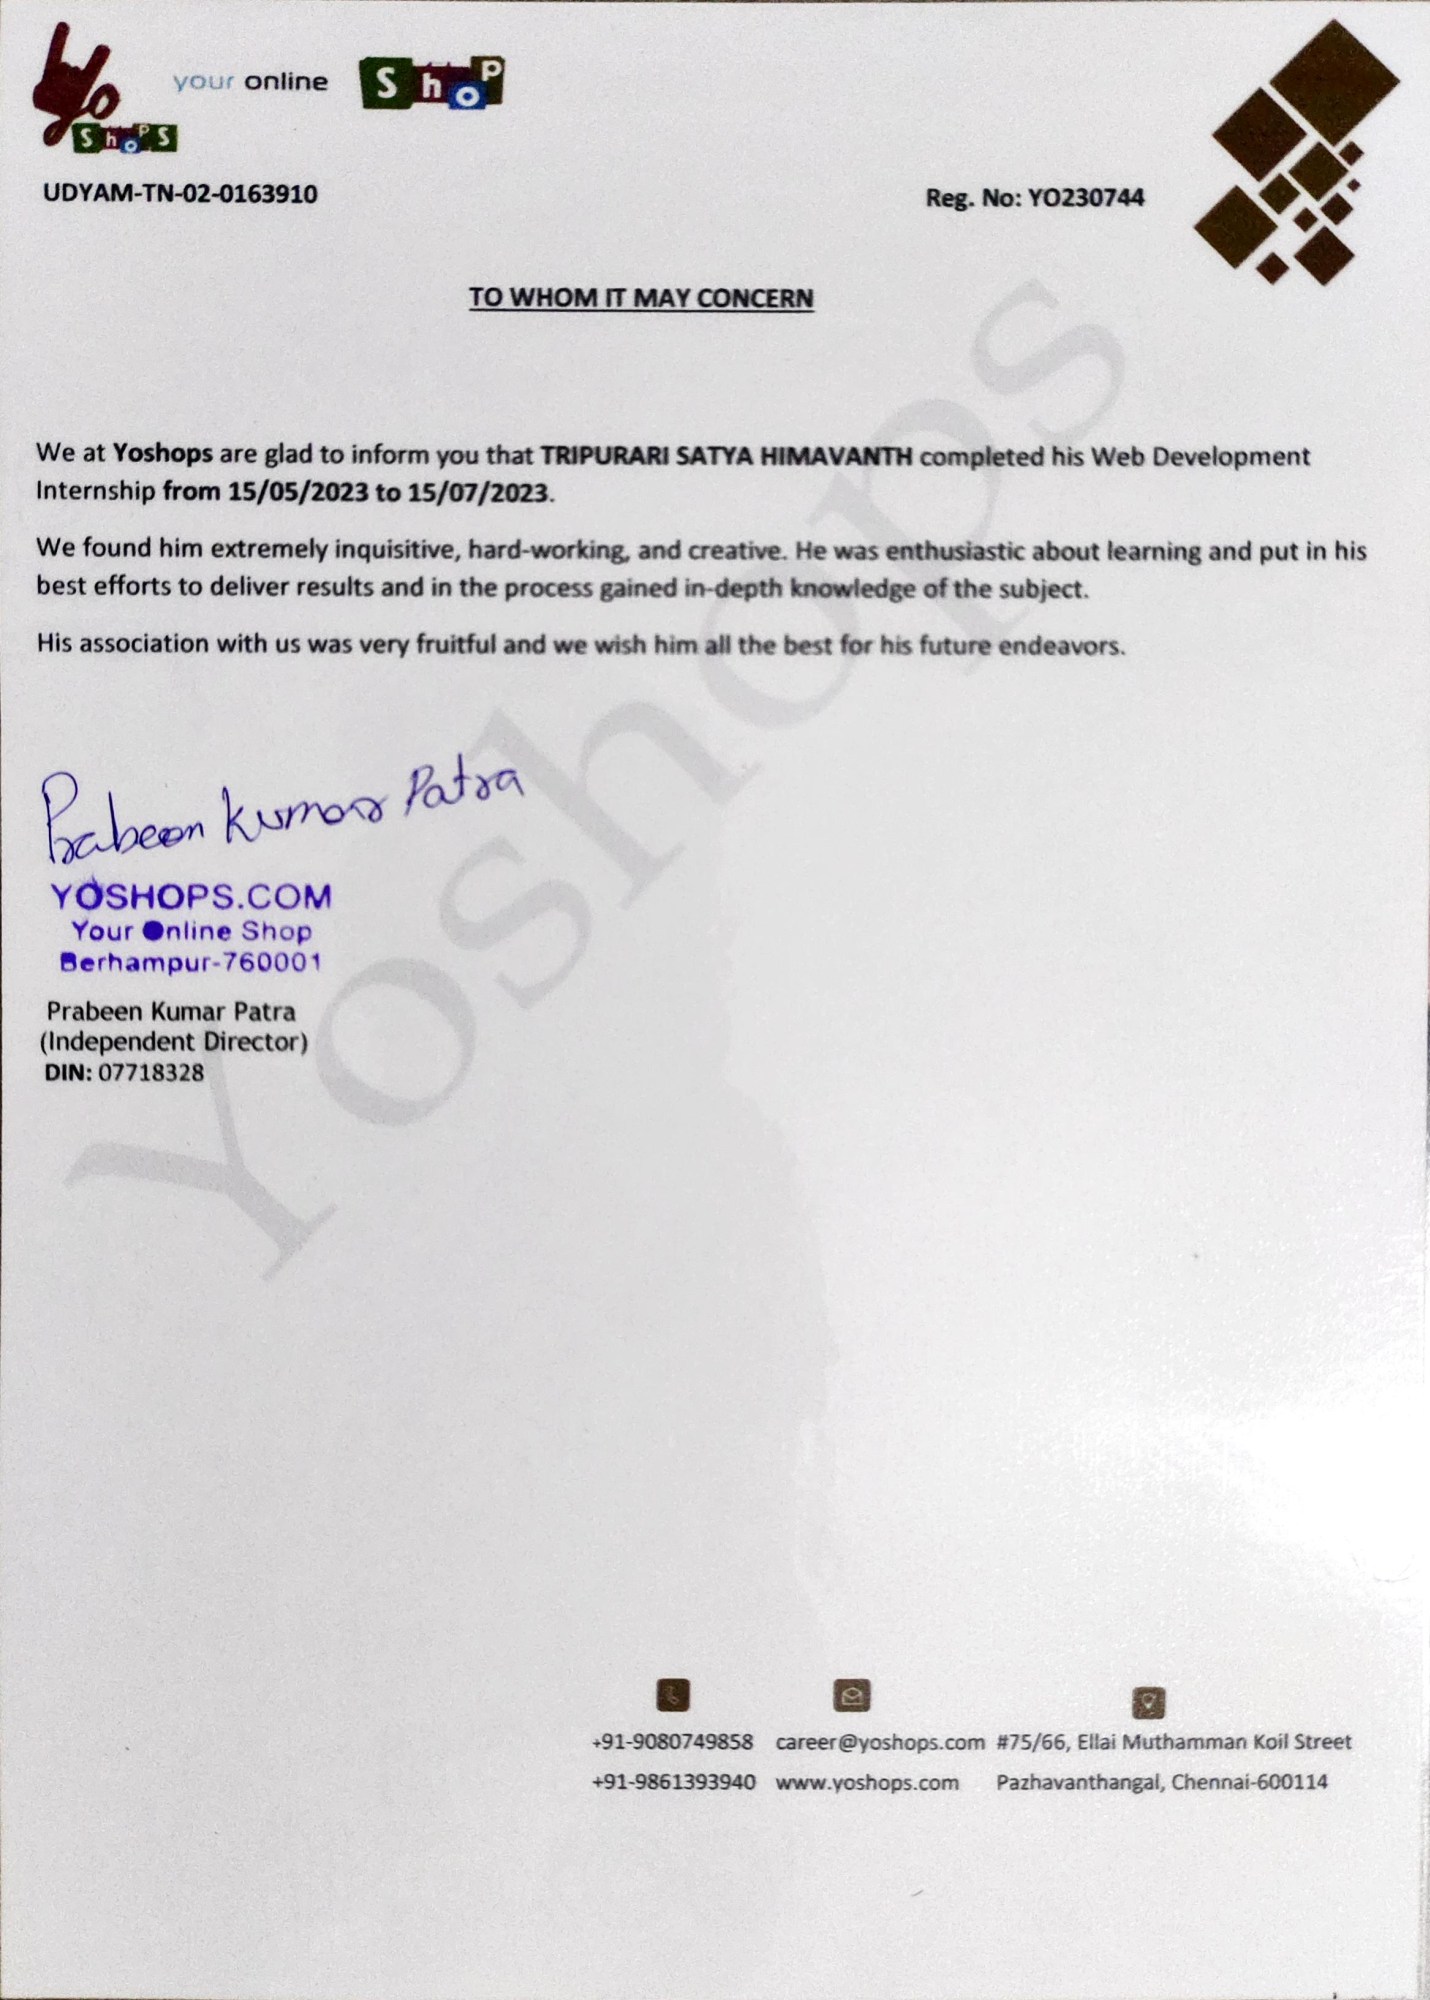 Yo
ShoPS
your online ShoP
UDYAM-TN-02-0163910
Reg. No: YO230744
TO WHOM IT MAY CONCERN
We at Yoshops are glad to inform you that TRIPURARI SATYA HIMAVANTH completed his Web Development
Internship from 15/05/2023 to 15/07/2023.
We found him extremely inquisitive, hard-working, and creative. He was enthusiastic about learning and put in his
best efforts to deliver results and in the process gained in-depth knowledge of the subject.
His association with us was very fruitful and we wish him all the best for his future endeavors.
Prabeen Kumar Patra
YOSHOPS.COM
Your Online Shop
Berhampur-760001
Prabeen Kumar Patra
(Independent Director)
DIN: 07718328
Yoshops
+91-9080749858 career@yoshops.com #75/66, Ellai Muthamman Koil Street
+91-9861393940 www.yoshops.com Pazhavanthangal, Chennai-600114